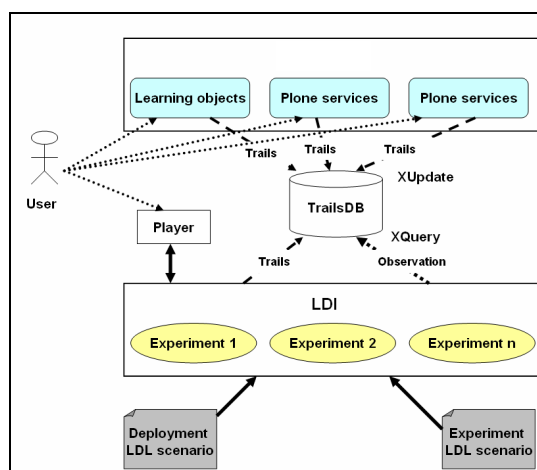 Learning objects
Plone services
Plone services
Trails
Trails
Trails
XUpdate
User
TrailsDB
Player
XQuery
Trails
Observation
LDI
Experiment 1
Experiment 2
Experiment n
Deployment
LDL scenario
Experiment
LDL scenario